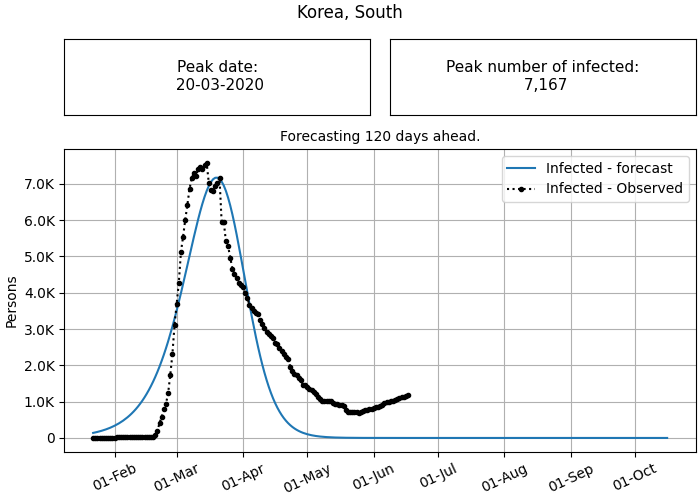 Korea, South
Peak date:
20-03-2020
Peak number of infected:
7,167
Forecasting 120 days ahead.
Infected - forecast
Infected - Observed
Persons
7.0K
6.0K
5.0K
4.0K
3.0K
2.0K
1.0K
0
01-Feb
01-Mar
01-Apr
01-May
01-Jun
01-Jul
01-Aug
01-Sep
01-Oct